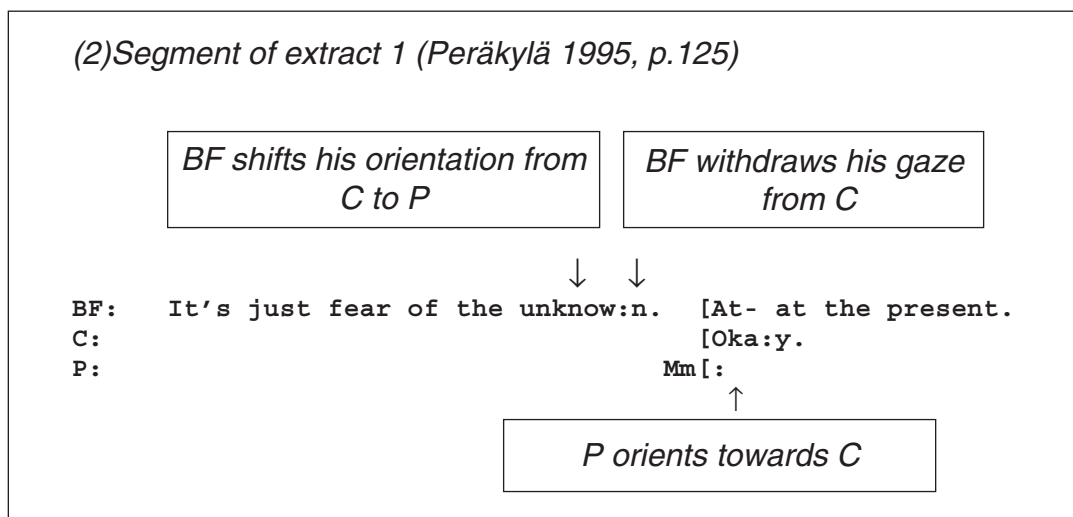 (2)Segment of extract 1 (Peräkylä 1995, p.125)
BF shifts his orientation from
C to P
BF withdraws his gaze
from C
↓ ↓
BF: It's just fear of the unknow:n. [At- at the present.
C: [Oka:y.
P: Mm[:
↑
P orients towards C